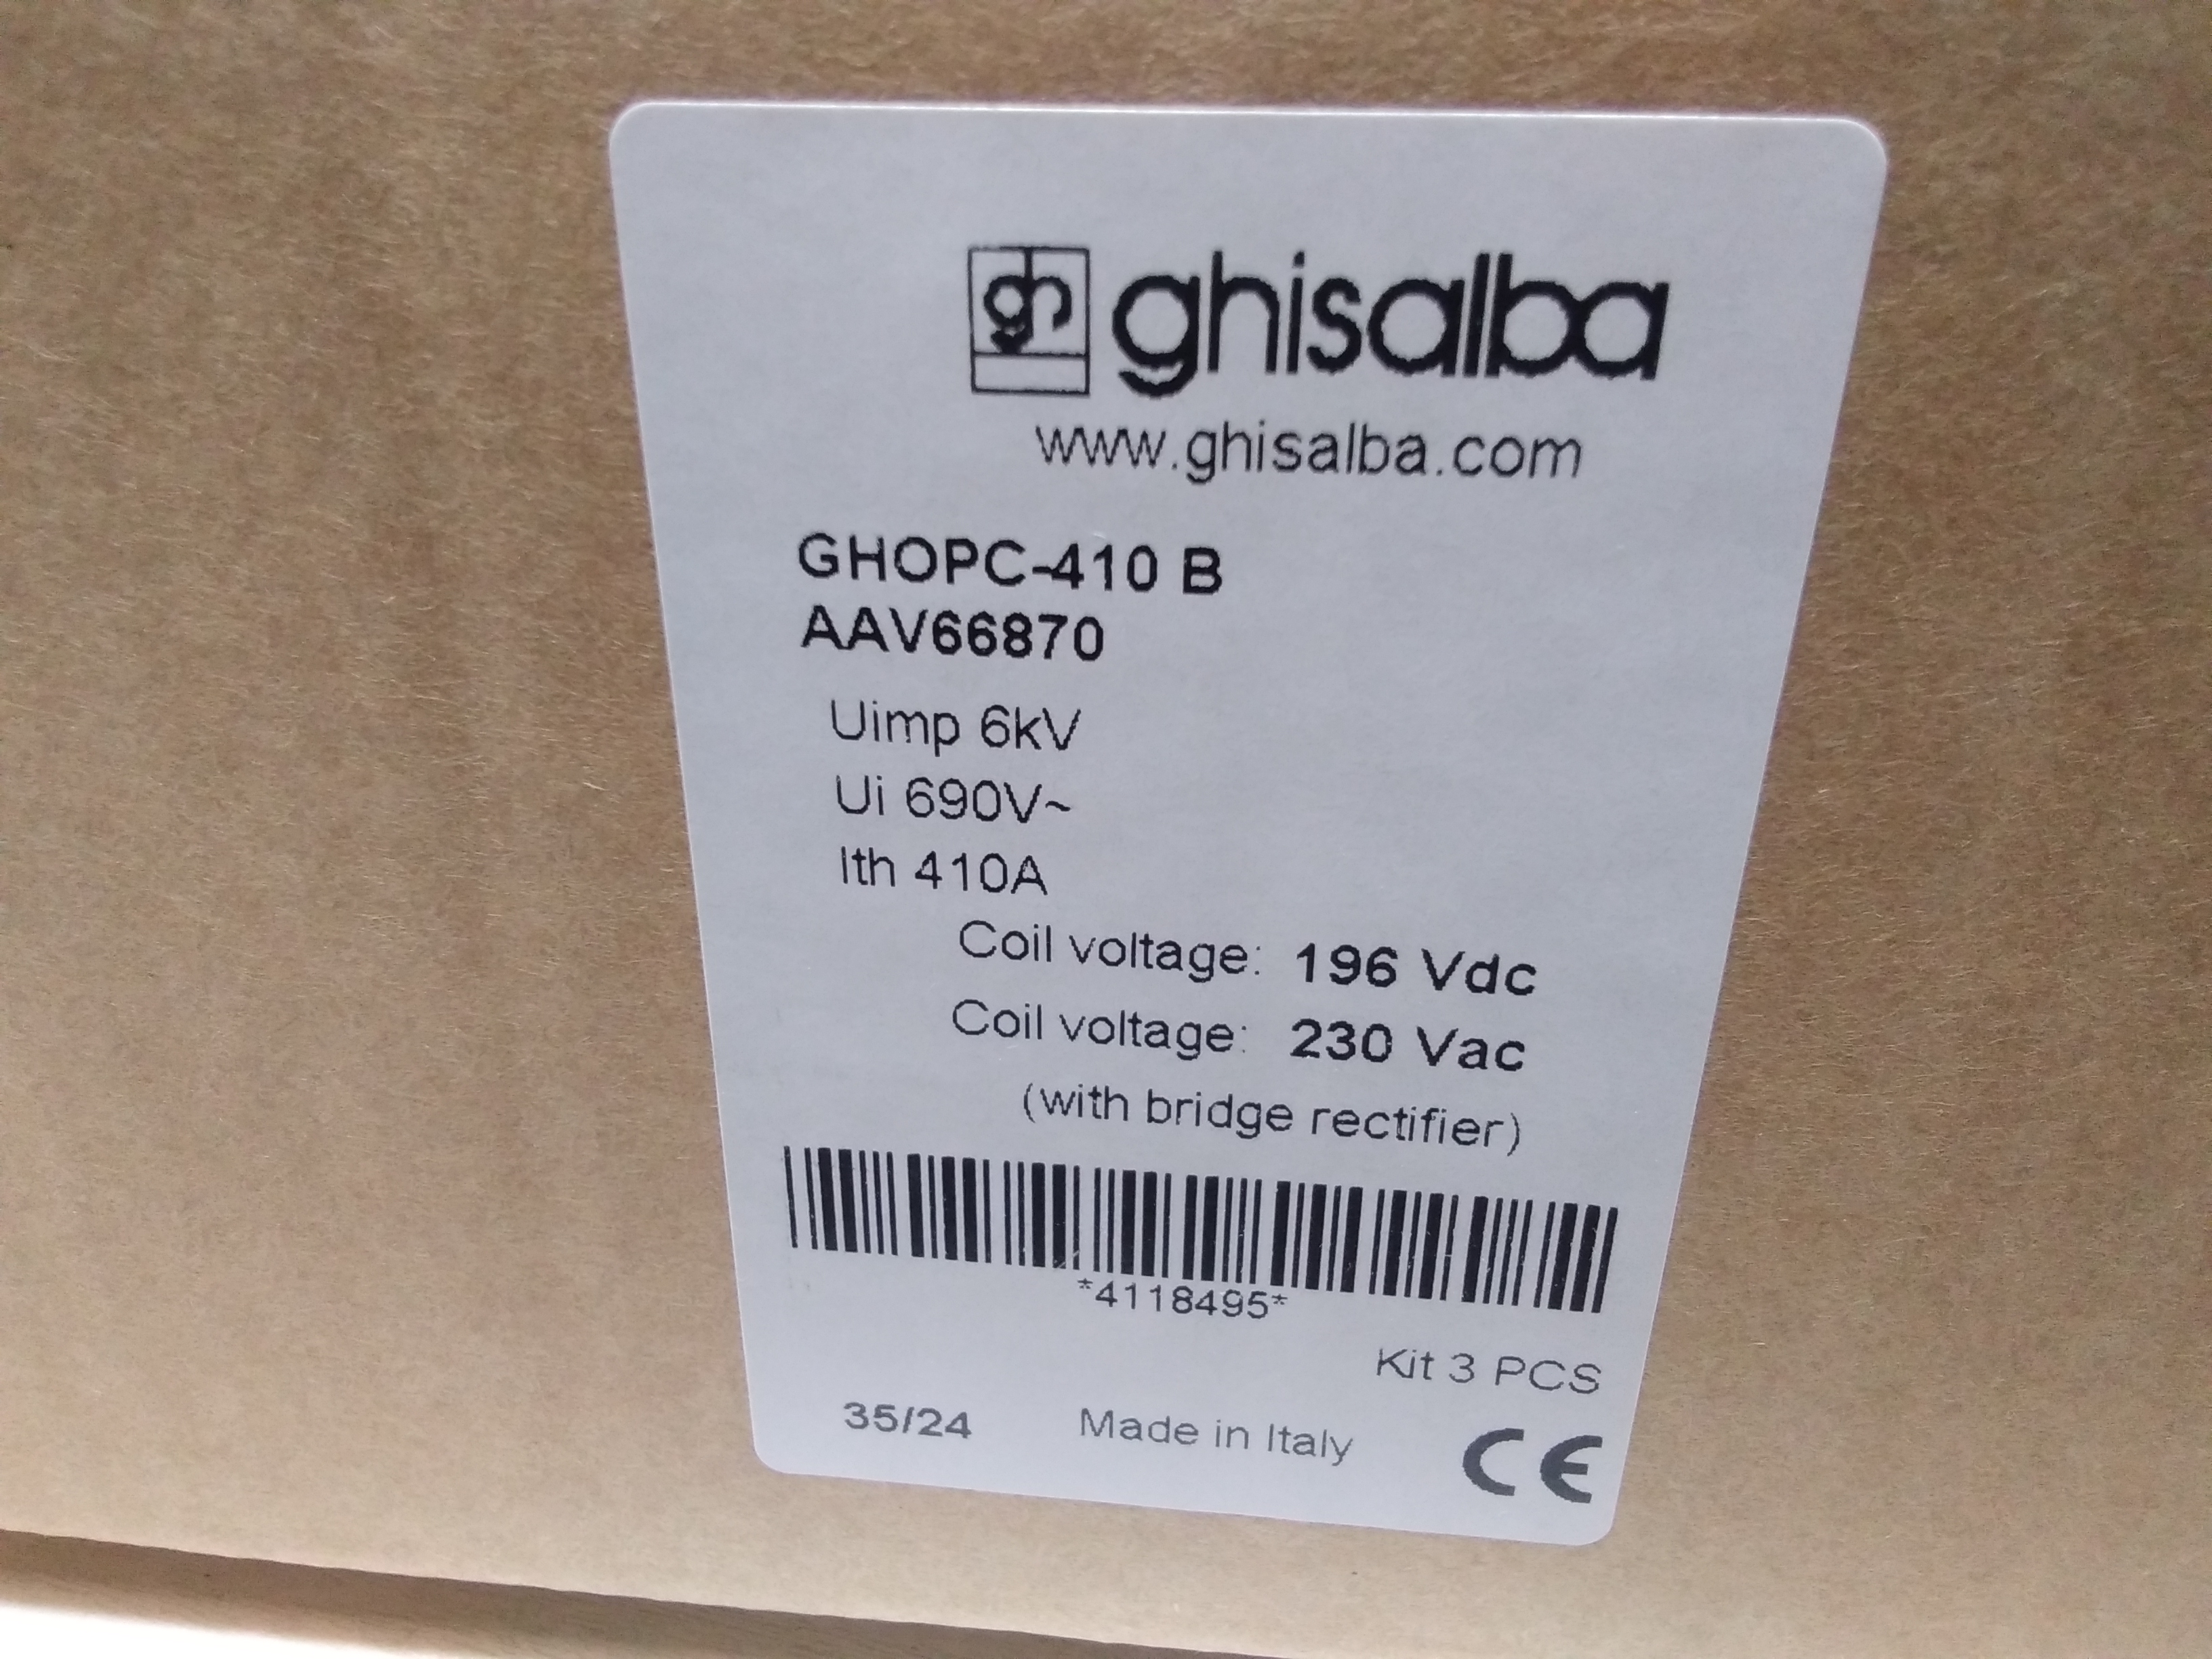 gh ghisalba
www.ghisalba.com
GHOPC-410 B
AAV66870
Uimp 6kV
Ui 690V~
Ith 410A
Coil voltage: 196 Vdc
Coil voltage: 230 Vac
(with bridge rectifier)
*4118495*
Kit 3 PCS
35/24 Made in Italy CE